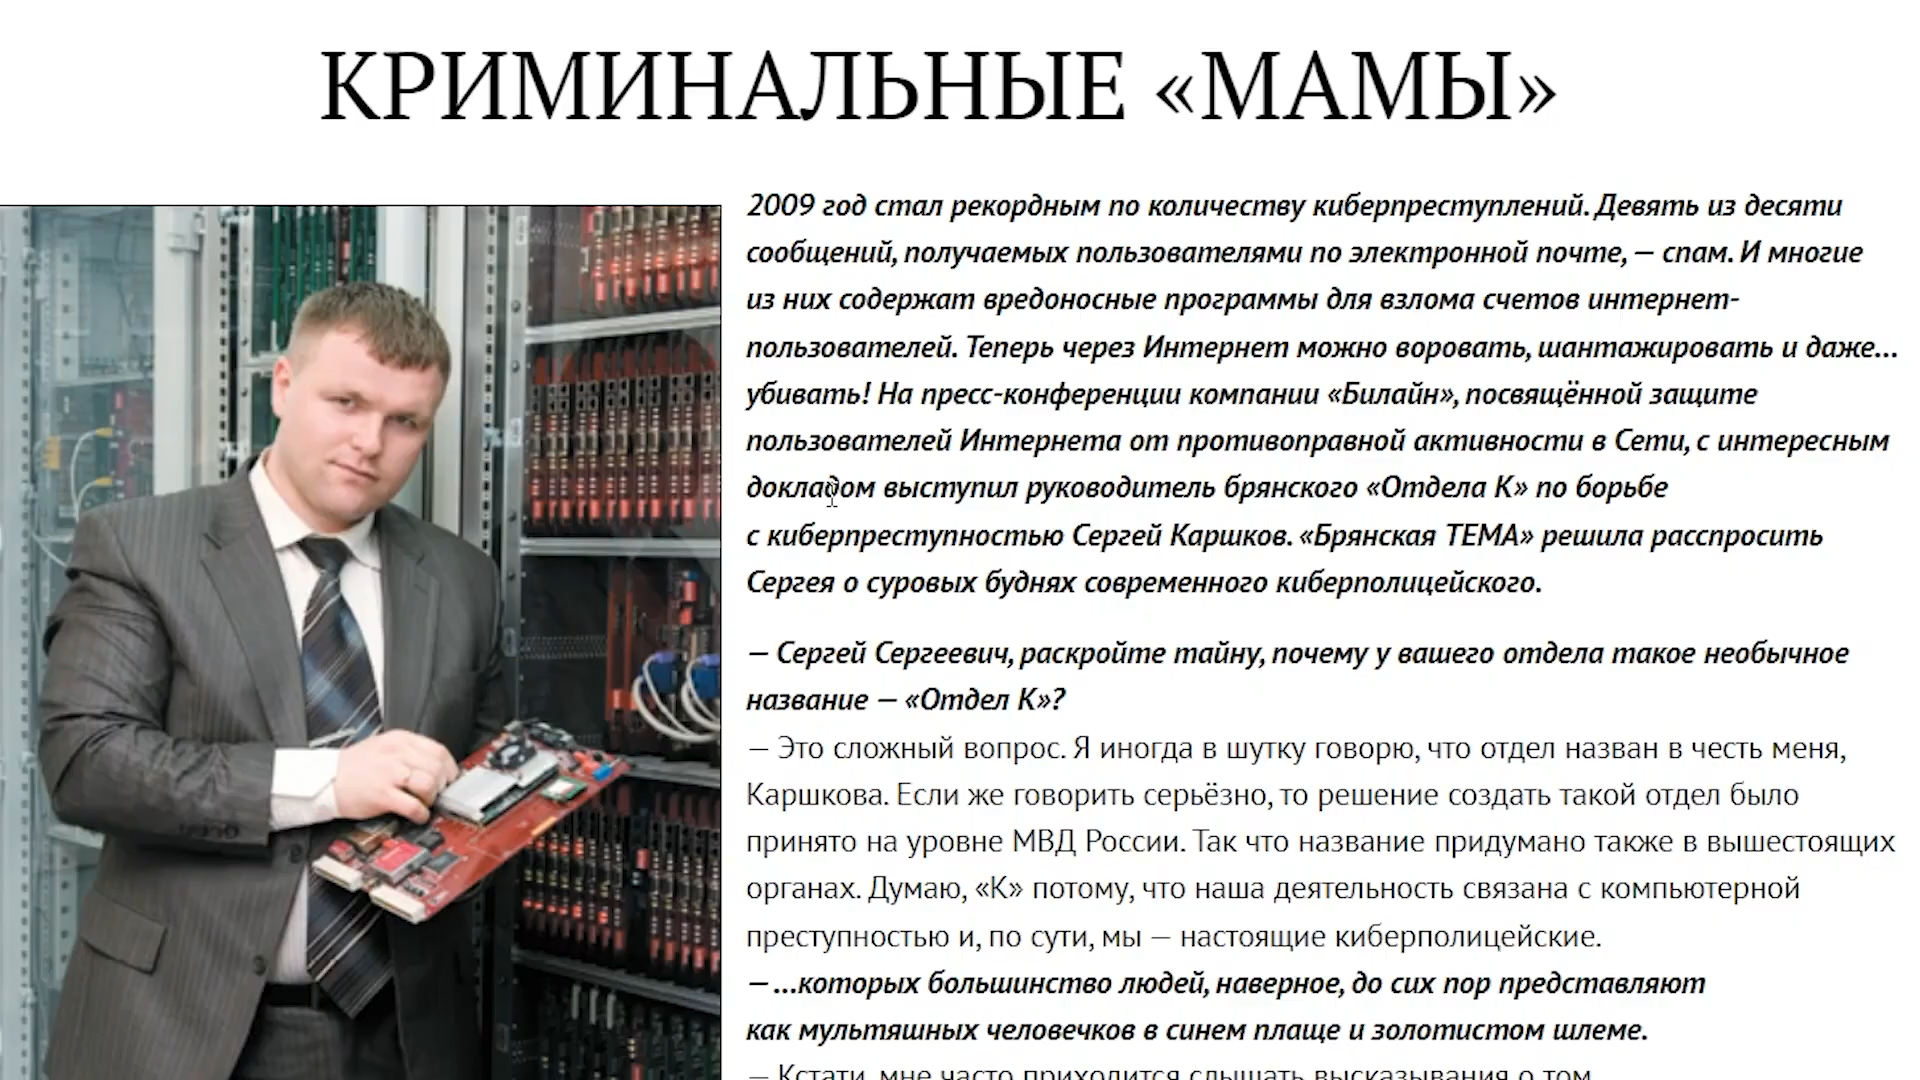 КРИМИНАЛЬНЫЕ «МАМЫ»
2009 год стал рекордным по количеству киберпреступлений. Девять из десяти
сообщений, получаемых пользователями по электронной почте, — спам. И многие
из них содержат вредоносные программы для взлома счетов интернет-
пользователей. Теперь через Интернет можно воровать, шантажировать и даже...
убивать! На пресс-конференции компании «Билайн», посвящённой защите
пользователей Интернета от противоправной активности в Сети, с интересным
докладом выступил руководитель брянского «Отдела К» по борьбе
с киберпреступностью Сергей Каршков. «Брянская ТЕМА» решила расспросить
Сергея о суровых буднях современного киберполицейского.
— Сергей Сергеевич, раскройте тайну, почему у вашего отдела такое необычное
название — «Отдел К»?
— Это сложный вопрос. Я иногда в шутку говорю, что отдел назван в честь меня,
Каршкова. Если же говорить серьёзно, то решение создать такой отдел было
принято на уровне МВД России. Так что название придумано также в вышестоящих
органах. Думаю, «К» потому, что наша деятельность связана с компьютерной
преступностью и, по сути, мы — настоящие киберполицейские.
— ...которых большинство людей, наверное, до сих пор представляют
как мультяшных человечков в синем плаще и золотистом шлеме.
— Кстати, мне часто приходится слышать высказывания о том,